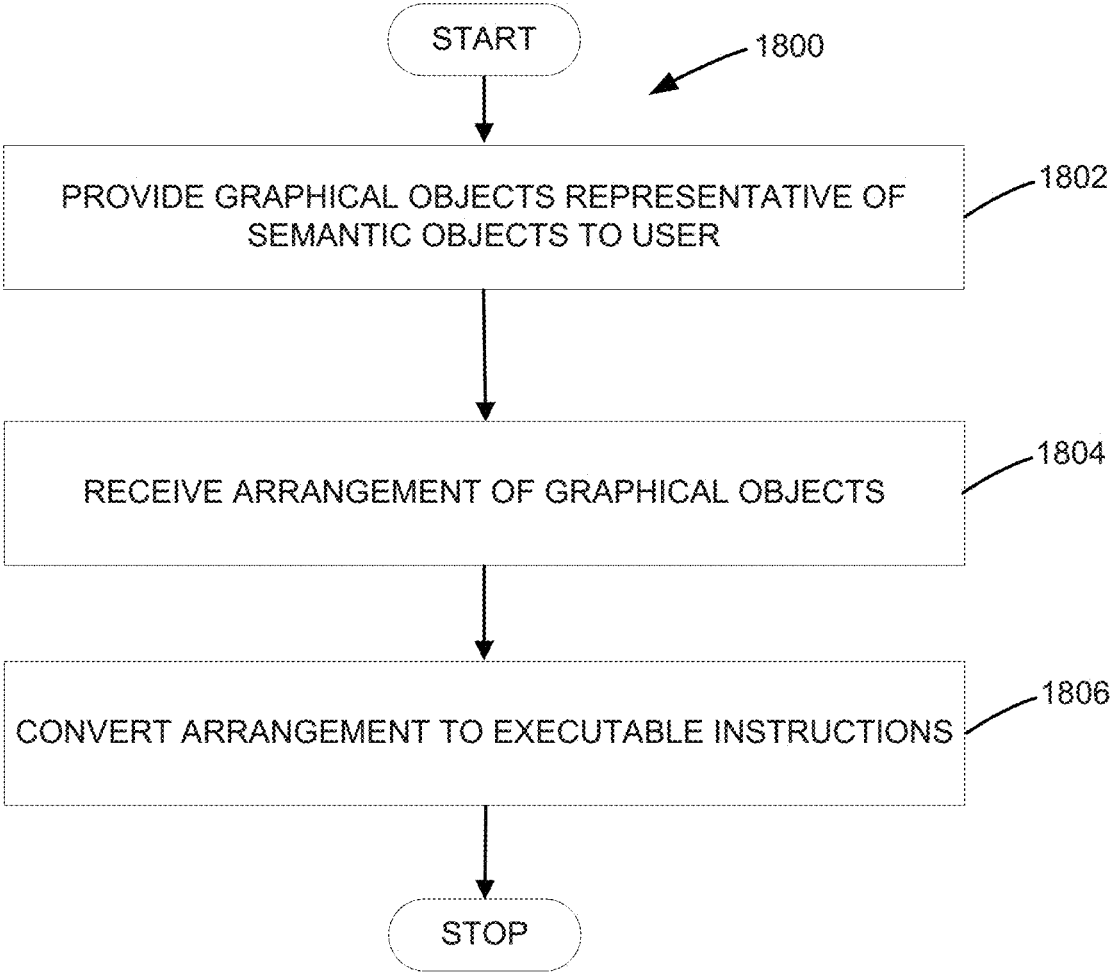 START
1800
PROVIDE GRAPHICAL OBJECTS REPRESENTATIVE OF
SEMANTIC OBJECTS TO USER
1802
RECEIVE ARRANGEMENT OF GRAPHICAL OBJECTS
1804
CONVERT ARRANGEMENT TO EXECUTABLE INSTRUCTIONS
1806
STOP